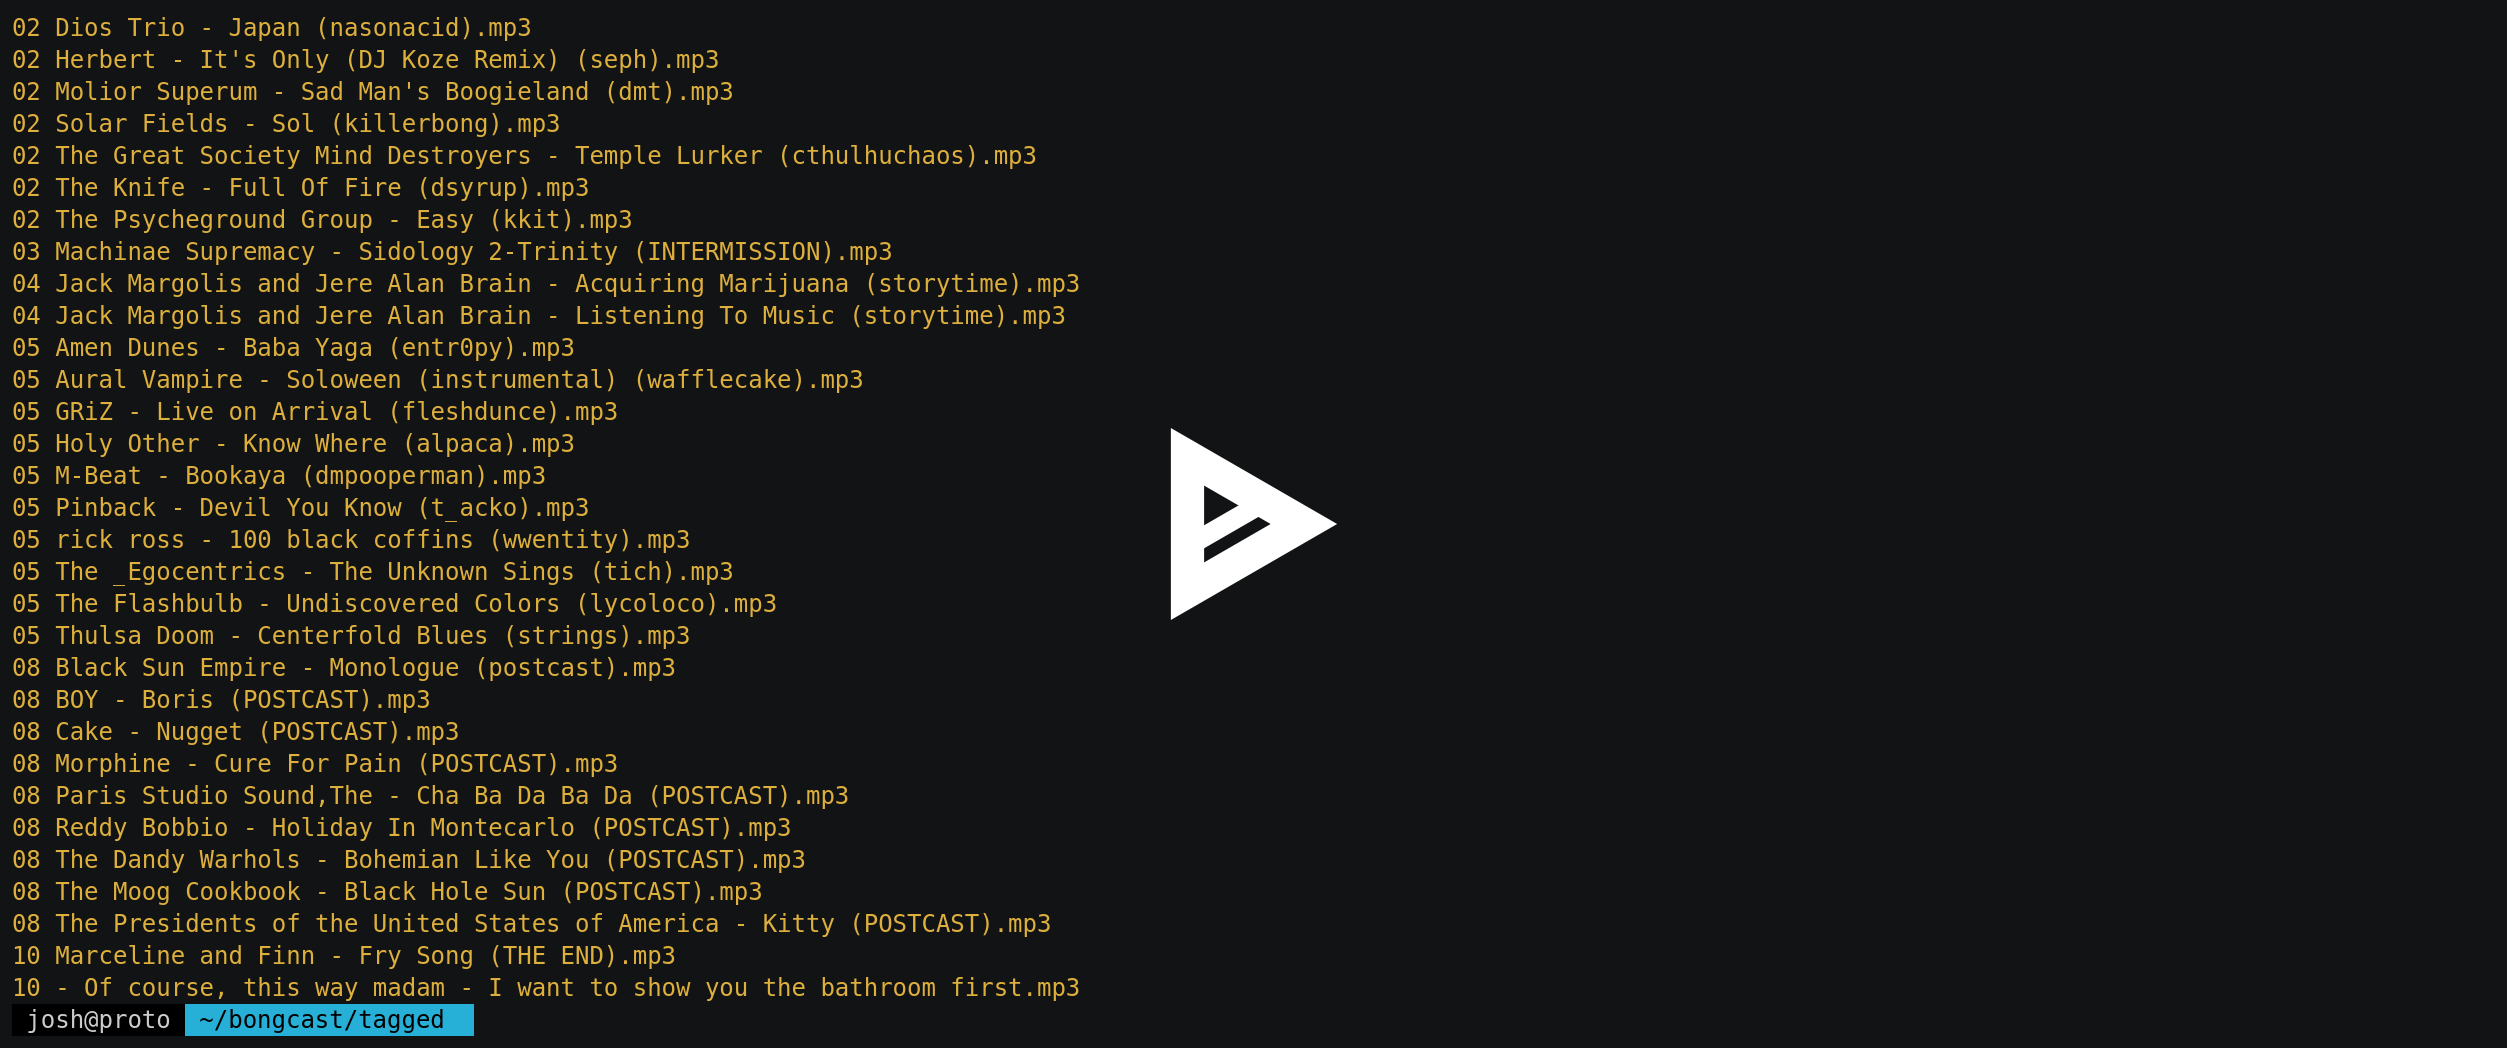 02 Dios Trio - Japan (nasonacid).mp3
02 Herbert - It's Only (DJ Koze Remix) (seph).mp3
02 Molior Superum - Sad Man's Boogieland (dmt).mp3
02 Solar Fields - Sol (killerbong).mp3
02 The Great Society Mind Destroyers - Temple Lurker (cthulhuchaos).mp3
02 The Knife - Full Of Fire (dsyrup).mp3
02 The Psycheground Group - Easy (kkit).mp3
03 Machinae Supremacy - Sidology 2-Trinity (INTERMISSION).mp3
04 Jack Margolis and Jere Alan Brain - Acquiring Marijuana (storytime).mp3
04 Jack Margolis and Jere Alan Brain - Listening To Music (storytime).mp3
05 Amen Dunes - Baba Yaga (entr0py).mp3
05 Aural Vampire - Soloween (instrumental) (wafflecake).mp3
05 GRiZ - Live on Arrival (fleshdunce).mp3
05 Holy Other - Know Where (alpaca).mp3
05 M-Beat - Bookaya (dmpooperman).mp3
05 Pinback - Devil You Know (t_acko).mp3
05 rick ross - 100 black coffins (wwentity).mp3
05 The _Egocentrics - The Unknown Sings (tich).mp3
05 The Flashbulb - Undiscovered Colors (lycoloco).mp3
05 Thulsa Doom - Centerfold Blues (strings).mp3
08 Black Sun Empire - Monologue (postcast).mp3
08 BOY - Boris (POSTCAST).mp3
08 Cake - Nugget (POSTCAST).mp3
08 Morphine - Cure For Pain (POSTCAST).mp3
08 Paris Studio Sound,The - Cha Ba Da Ba Da (POSTCAST).mp3
08 Reddy Bobbio - Holiday In Montecarlo (POSTCAST).mp3
08 The Dandy Warhols - Bohemian Like You (POSTCAST).mp3
08 The Moog Cookbook - Black Hole Sun (POSTCAST).mp3
08 The Presidents of the United States of America - Kitty (POSTCAST).mp3
10 Marceline and Finn - Fry Song (THE END).mp3
10 - Of course, this way madam - I want to show you the bathroom first.mp3
josh@proto ~/bongcast/tagged